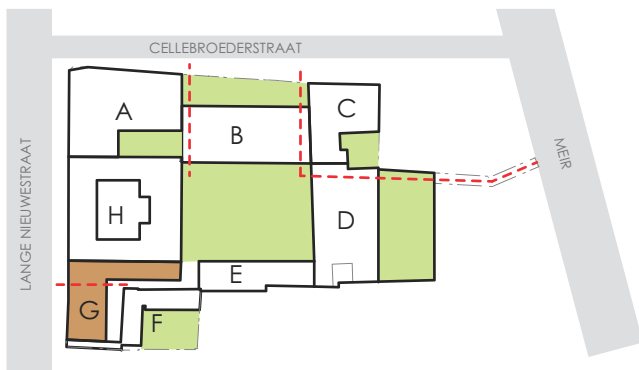 CELLEBROEDERSTRAAT
LANGE NIEUWESTRAAT
MEIR
A
B
C
H
D
E
G
F